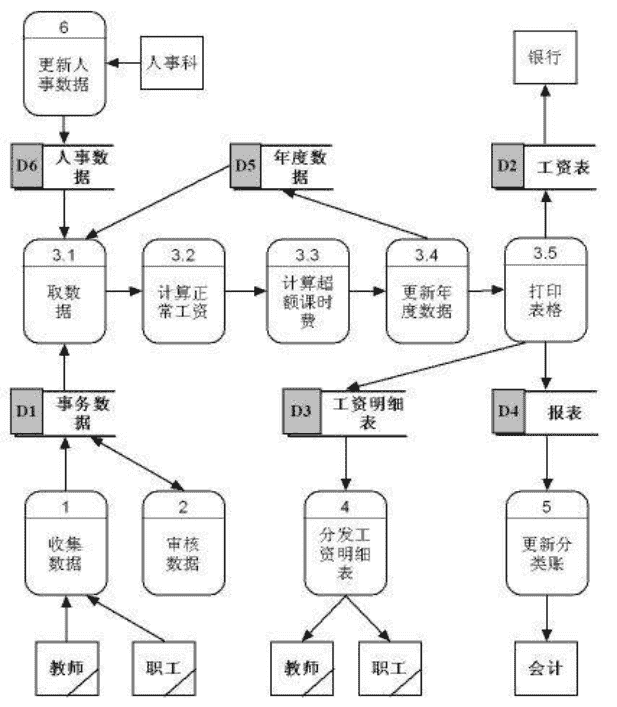 6
更新人
事数据
人事科
银行
D6
人事数
据
D5
年度数
据
D2
工资表
3.1
取数
据
3.2
计算正
常工资
3.3
计算超
额课时
费
3.4
更新年
度数据
3.5
打印
表格
D1
事务数
据
D3
工资明细
表
D4
报表
1
收集
数据
2
审核
数据
4
分发工
资明细
表
5
更新分
类账
教师
职工
教师
职工
会计